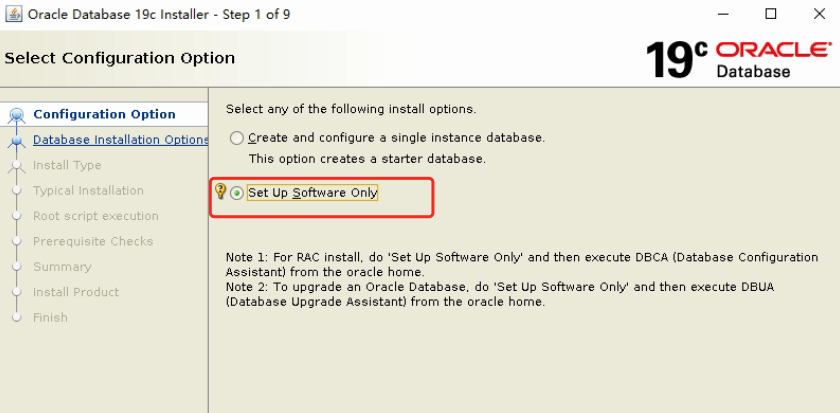 Oracle Database 19c Installer - Step 1 of 9
Select Configuration Option
19c ORACLE
Database
Configuration Option
Database Installation Options
Install Type
Typical Installation
Root script execution
Prerequisite Checks
Summary
Install Product
Finish
Select any of the following install options.
Create and configure a single instance database.
This option creates a starter database.
Set Up Software Only
Note 1: For RAC install, do 'Set Up Software Only' and then execute DBCA (Database Configuration
Assistant) from the oracle home.
Note 2: To upgrade an Oracle Database, do 'Set Up Software Only' and then execute DBUA
(Database Upgrade Assistant) from the oracle home.